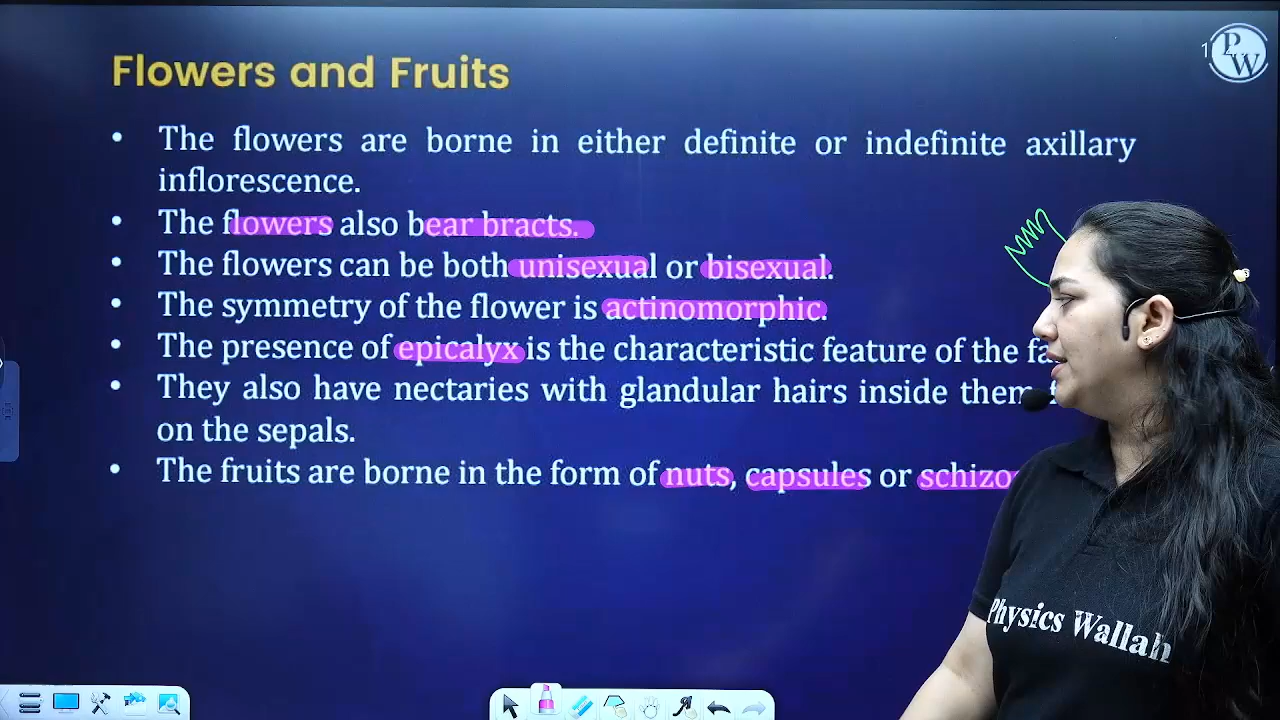 Flowers and Fruits
• The flowers are borne in either definite or indefinite axillary
inflorescence.
• The flowers also bear bracts.
• The flowers can be both unisexual or bisexual.
• The symmetry of the flower is actinomorphic.
• The presence of epicalyx is the characteristic feature of the
• They also have nectaries with glandular hairs inside them
on the sepals.
• The fruits are borne in the form of nuts, capsules or
1
PW
Physics Wallah